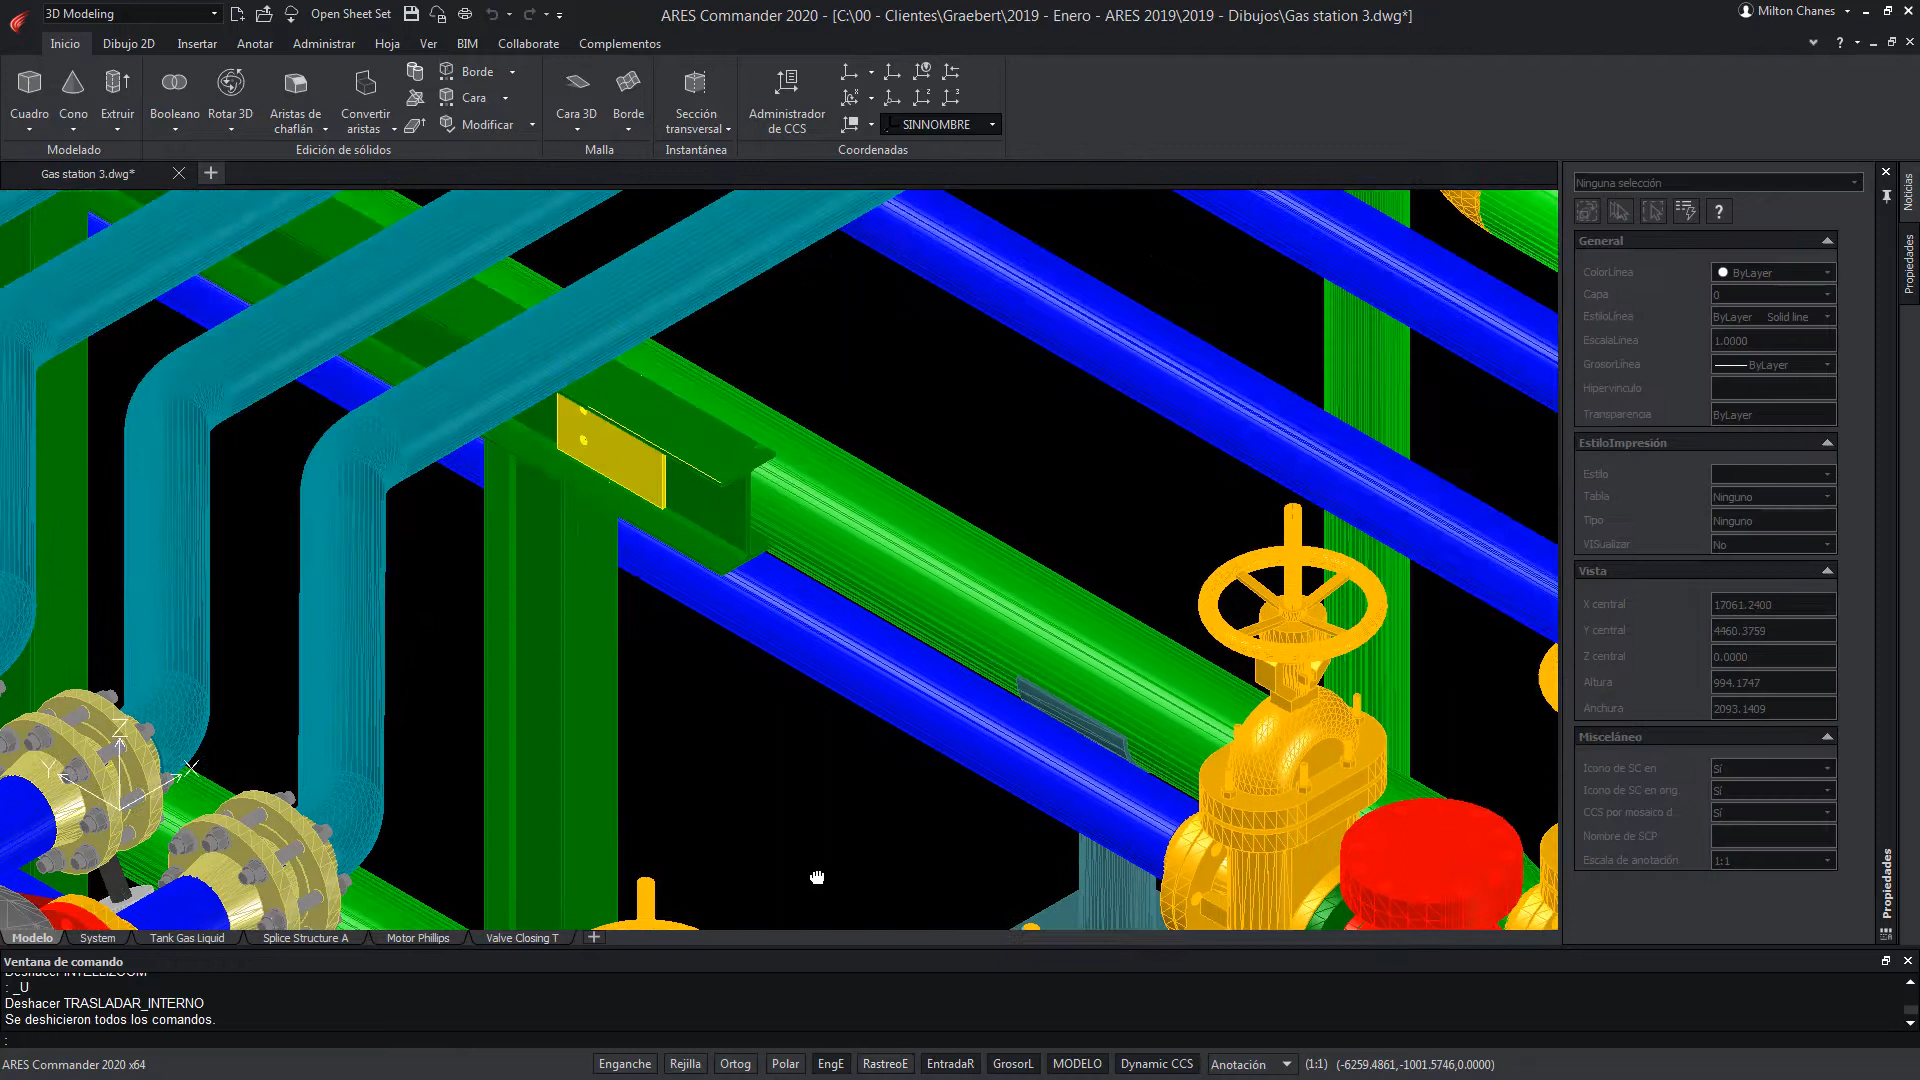 3D Modeling
Open Sheet Set
ARES Commander 2020 - [C:\00 - Clientes\Graebert\2019 - Enero - ARES 2019\2019 - Dibujos\Gas station 3.dwg*]
Milton Chanes
Inicio
Dibujo 2D
Insertar
Anotar
Administrar
Hoja
Ver
BIM
Collaborate
Complementos
?
Cuadro
Cono
Extruir
Booleano
Rotar 3D
Aristas de chaflán
Convertir aristas
Borde
Cara
Modificar
Cara 3D
Borde
Sección transversal
Administrador de CCS
SINNOMBRE
Modelado
Edición de sólidos
Malla
Instantánea
Coordenadas
Gas station 3.dwg*
Ninguna selección
?
Noticias
Propiedades
General
ColorLínea ByLayer
Capa 0
EstiloLínea ByLayer Solid line
EscalaLínea 1.0000
GrosorLínea ByLayer
Hipervínculo
Transparencia ByLayer
EstiloImpresión
Estilo
Tabla Ninguno
Tipo Ninguno
VISualizar No
Vista
X central 17061.2400
Y central 4460.3759
Z central 0.0000
Altura 994.1747
Anchura 2093.1409
Misceláneo
Icono de SC en Sí
Icono de SC en orig. Sí
CCS por mosaico d. Sí
Nombre de SCP
Escala de anotación 1:1
Propiedades
Z
Y
X
Modelo
System
Tank Gas Liquid
Splice Structure A
Motor Phillips
Valve Closing T
Ventana de comando
Deshacer INTELLIZOOM
: _U
Deshacer TRASLADAR_INTERNO
Se deshicieron todos los comandos.
:
ARES Commander 2020 x64
Enganche
Rejilla
Ortog
Polar
EngE
RastreoE
EntradaR
GrosorL
MODELO
Dynamic CCS
Anotación
(1:1)
(-6259.4861,-1001.5746,0.0000)